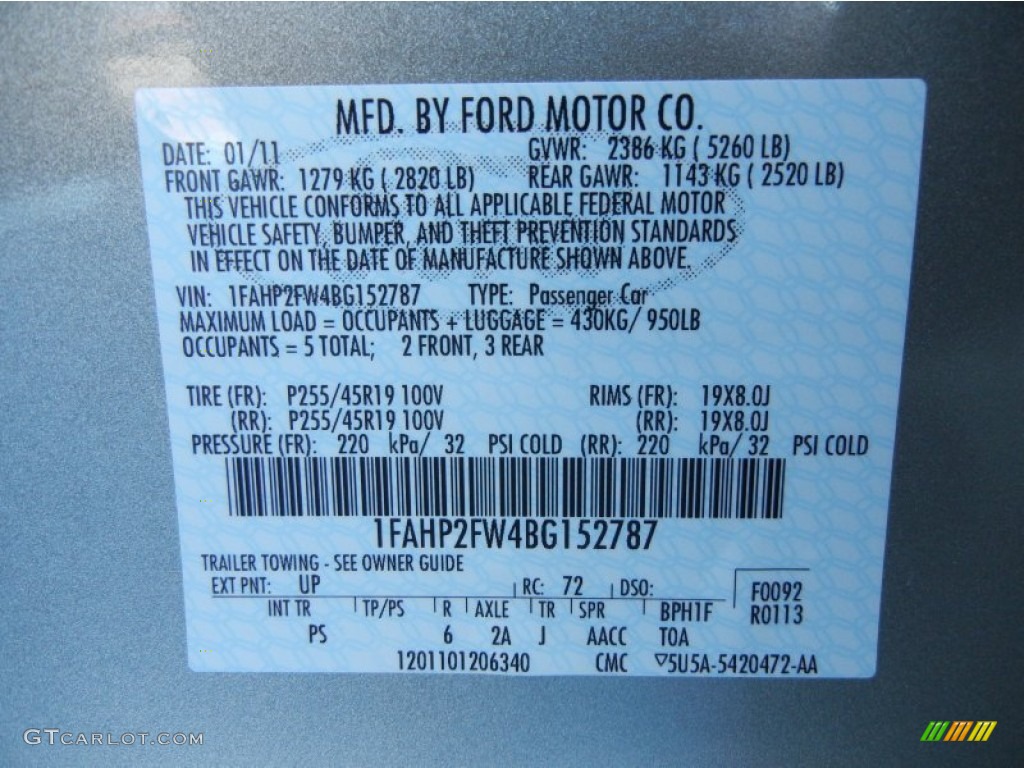 MFD. BY FORD MOTOR CO.
DATE: 01/11 GVWR: 2386 KG ( 5260 LB)
FRONT GAWR: 1279 KG ( 2820 LB) REAR GAWR: 1143 KG ( 2520 LB)
THIS VEHICLE CONFORMS TO ALL APPLICABLE FEDERAL MOTOR
VEHICLE SAFETY, BUMPER, AND THEFT PREVENTION STANDARDS
IN EFFECT ON THE DATE OF MANUFACTURE SHOWN ABOVE.
VIN: 1FAHP2FW4BG152787 TYPE: Passenger Car
MAXIMUM LOAD = OCCUPANTS + LUGGAGE = 430KG/ 950LB
OCCUPANTS = 5 TOTAL; 2 FRONT, 3 REAR
TIRE (FR): P255/45R19 100V RIMS (FR): 19X8.0J
(RR): P255/45R19 100V (RR): 19X8.0J
PRESSURE (FR): 220 kPa/ 32 PSI COLD (RR): 220 kPa/ 32 PSI COLD
1FAHP2FW4BG152787
TRAILER TOWING - SEE OWNER GUIDE
EXT PNT: UP RC: 72 DSO: F0092
INT TR TP/PS R AXLE TR SPR BPH1F R0113
PS 6 2A J AACC TOA
1201101206340 CMC ▽5U5A-5420472-AA
GTCARLOT.COM